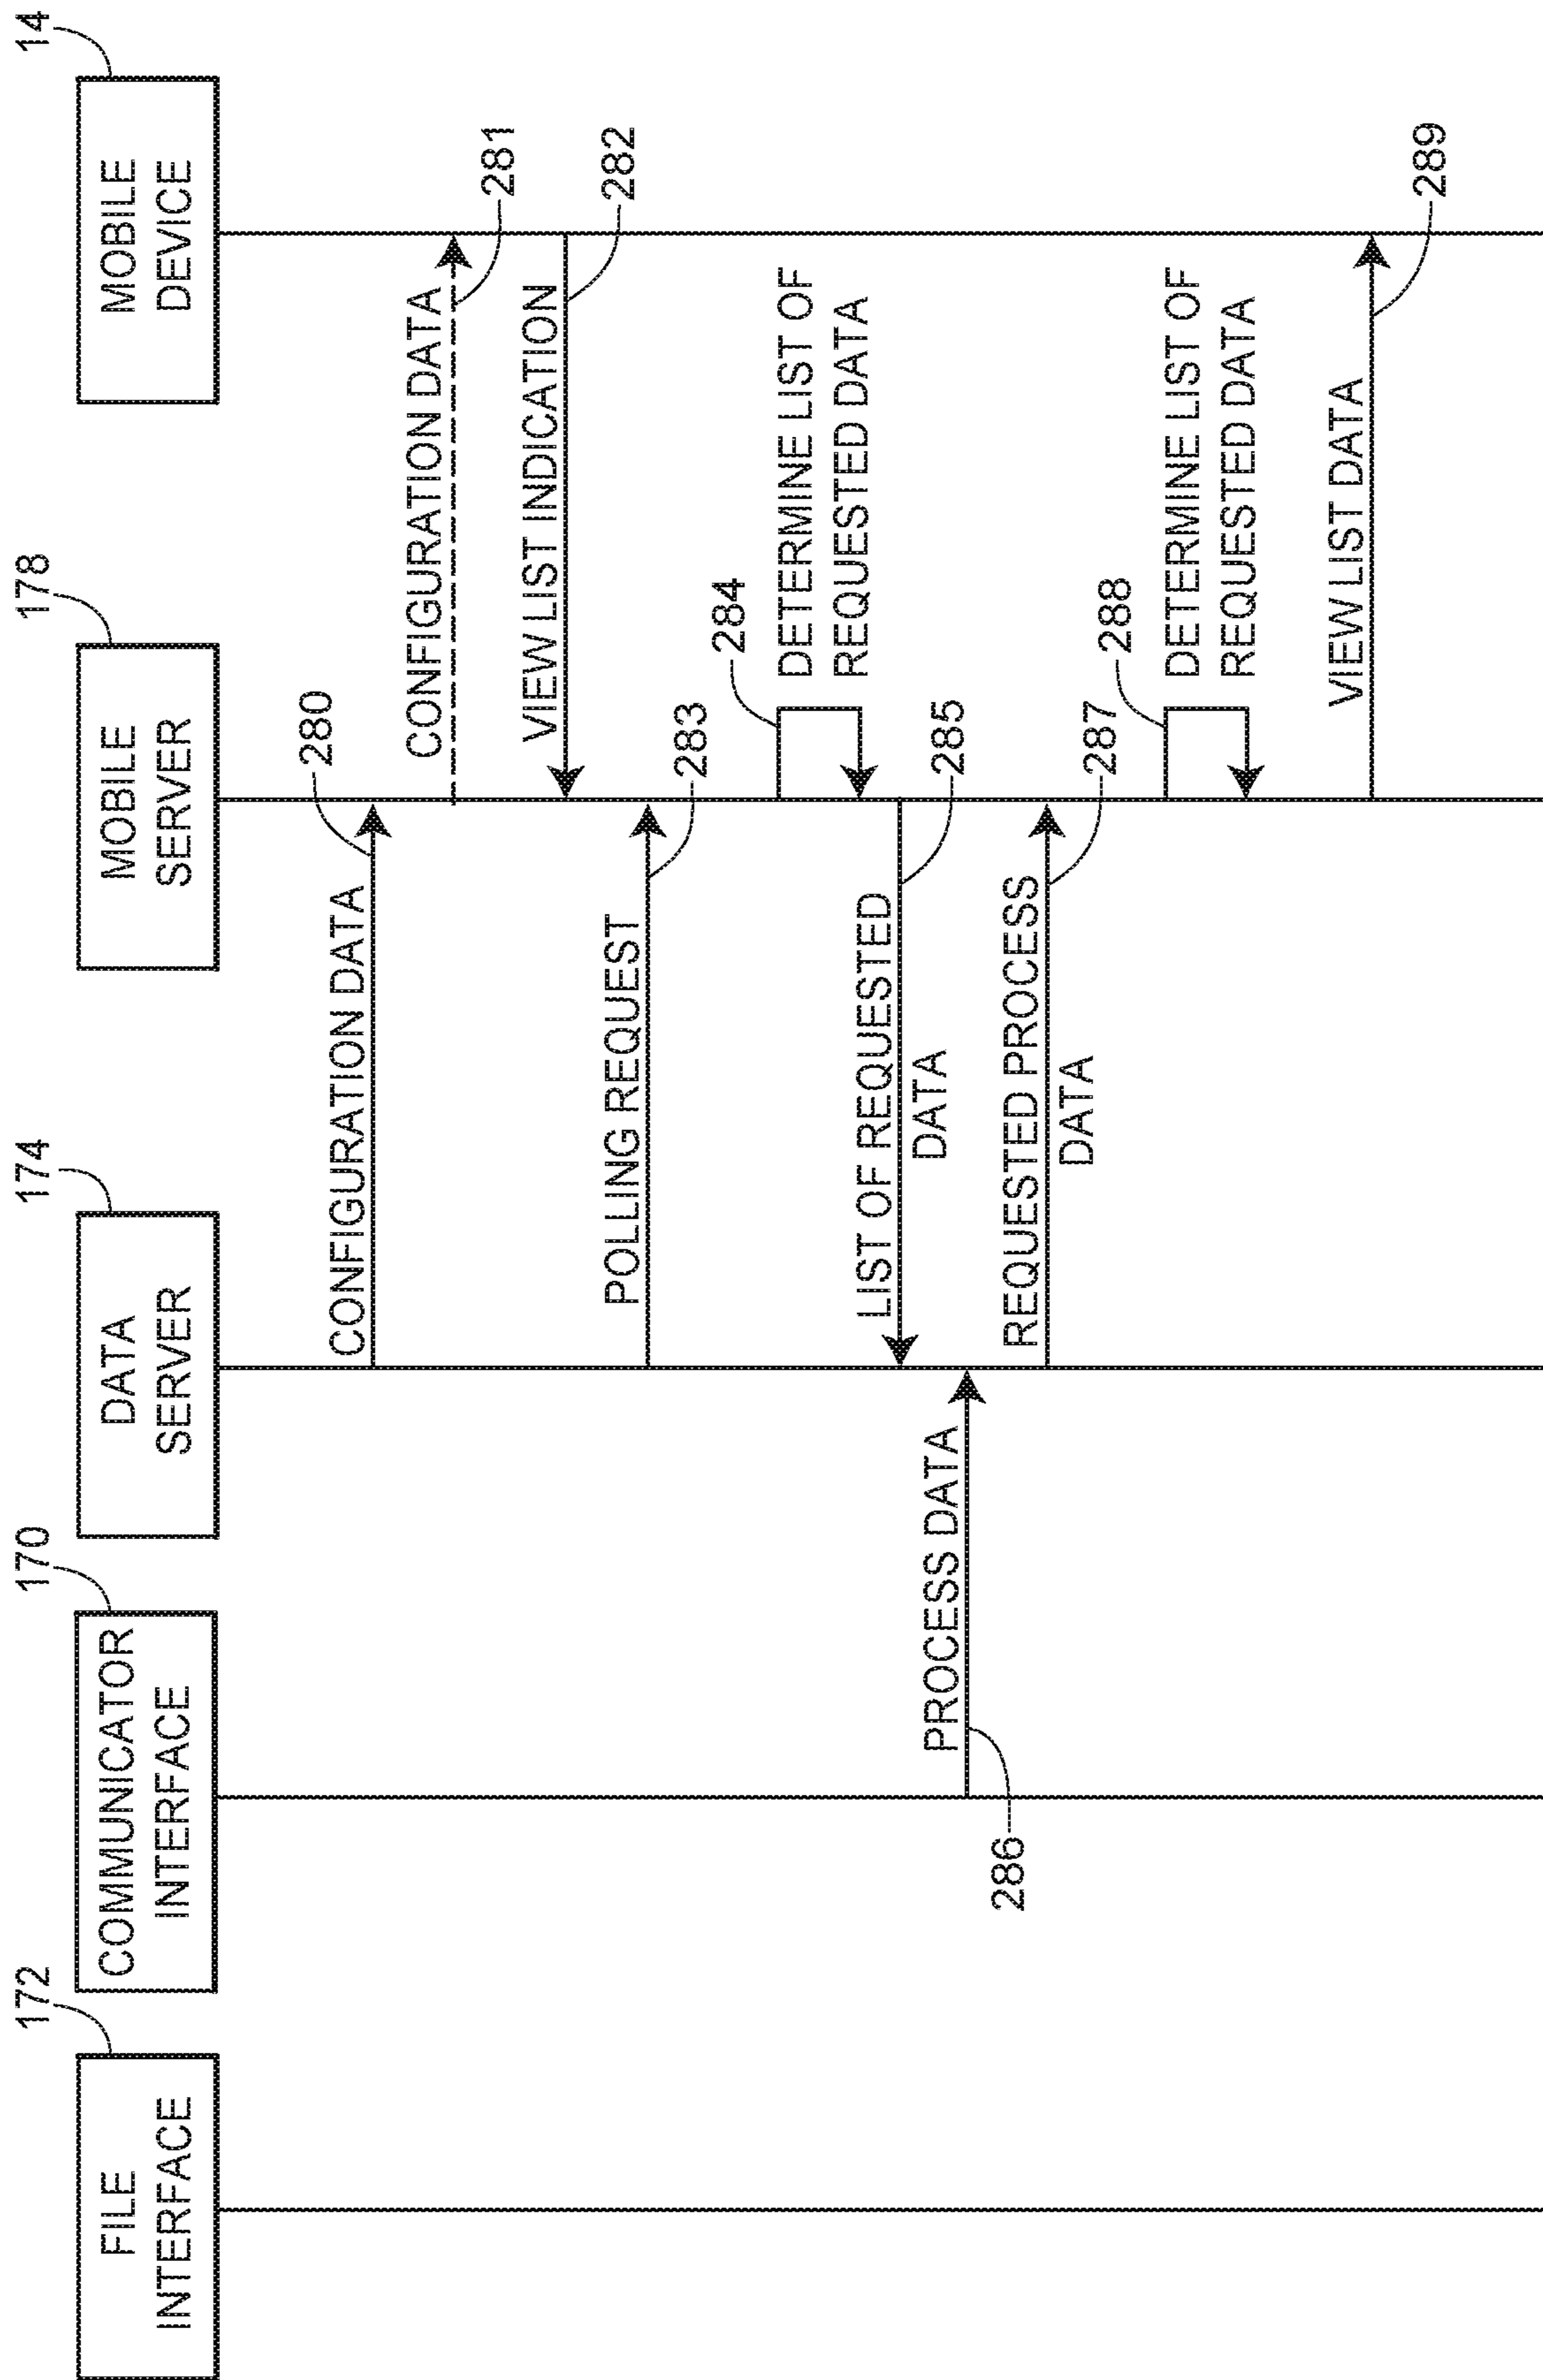 172
FILE
INTERFACE
170
COMMUNICATOR
INTERFACE
174
DATA
SERVER
178
MOBILE
SERVER
14
MOBILE
DEVICE
CONFIGURATION DATA
280
CONFIGURATION DATA
281
VIEW LIST INDICATION
282
POLLING REQUEST
283
284
DETERMINE LIST OF
REQUESTED DATA
LIST OF REQUESTED
DATA
285
PROCESS DATA
286
REQUESTED PROCESS
DATA
287
288
DETERMINE LIST OF
REQUESTED DATA
VIEW LIST DATA
289